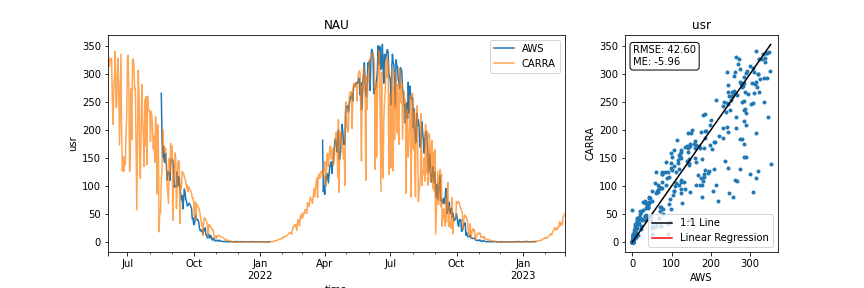 NAU
usr
350
300
250
200
150
100
50
0
usr
AWS
CARRA
Jul
Oct
Jan
2022
Apr
Jul
Oct
Jan
2023
time
usr
RMSE: 42.60
ME: -5.96
350
300
250
200
150
100
50
0
CARRA
1:1 Line
Linear Regression
0
100
200
300
AWS